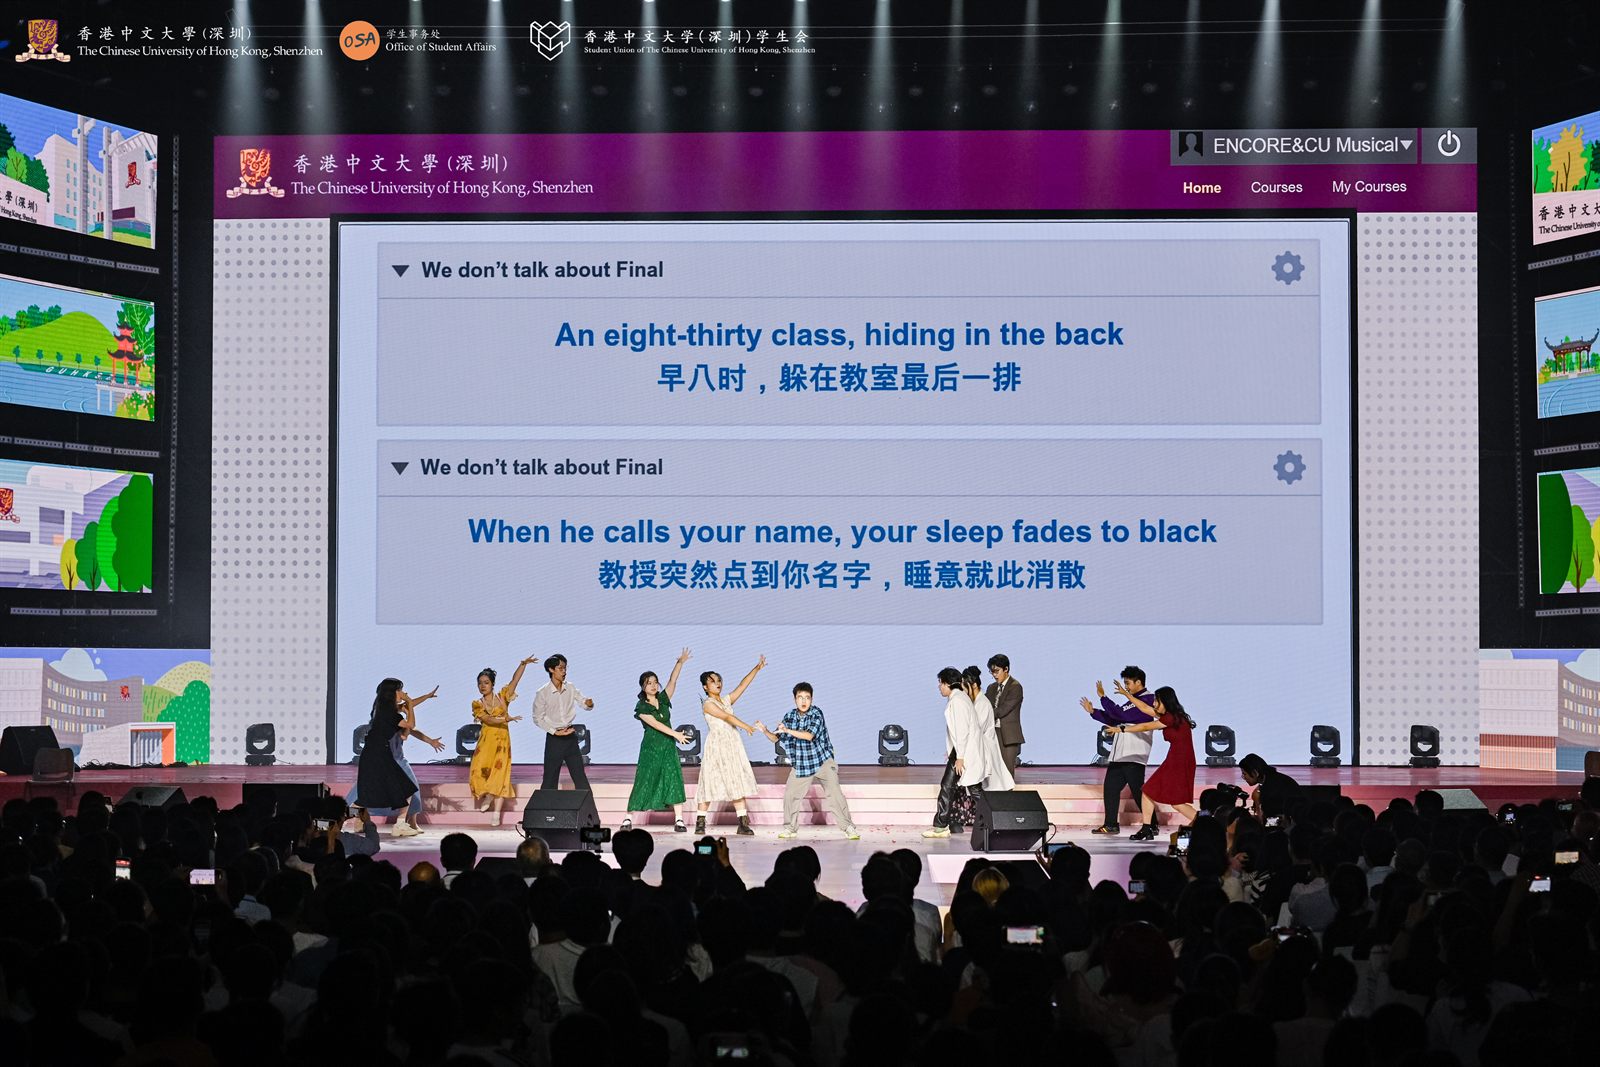 香港中文大學(深圳)
The Chinese University of Hong Kong, Shenzhen
OSA
学生事务处
Office of Student Affairs
香港中文大学(深圳)学生会
Student Union of The Chinese University of Hong Kong, Shenzhen
香港中文大學(深圳)
The Chinese University of Hong Kong, Shenzhen
ENCORE&CU Musical
Home
Courses
My Courses
We don’t talk about Final
An eight-thirty class, hiding in the back
早八时，躲在教室最后一排
We don’t talk about Final
When he calls your name, your sleep fades to black
教授突然点到你名字，睡意就此消散